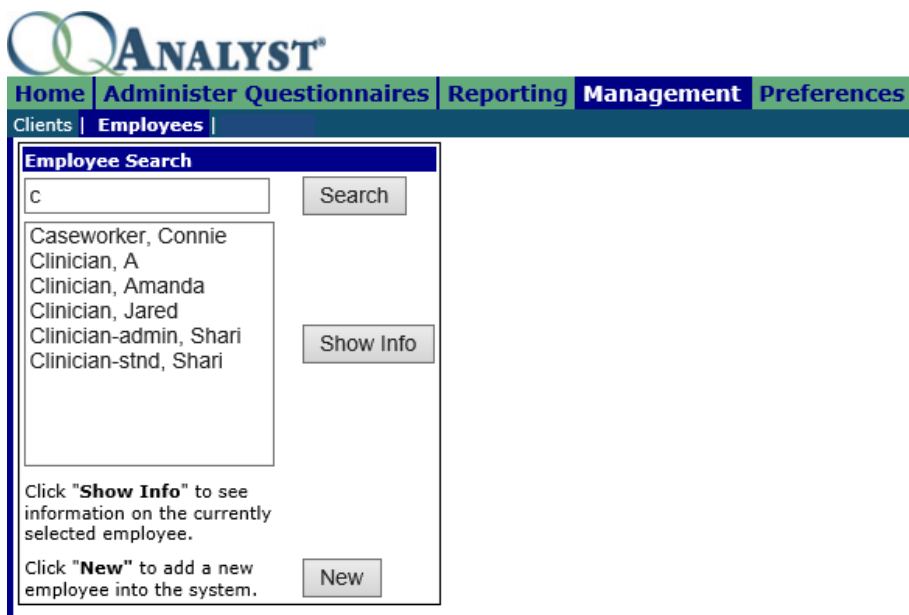 QQANALYST®
Home Administer Questionnaires Reporting Management Preferences
Clients | Employees |
Employee Search
c Search
Caseworker, Connie
Clinician, A
Clinician, Amanda
Clinician, Jared
Clinician-admin, Shari
Clinician-stnd, Shari
Show Info
Click "Show Info" to see
information on the currently
selected employee.
Click "New" to add a new
employee into the system.
New